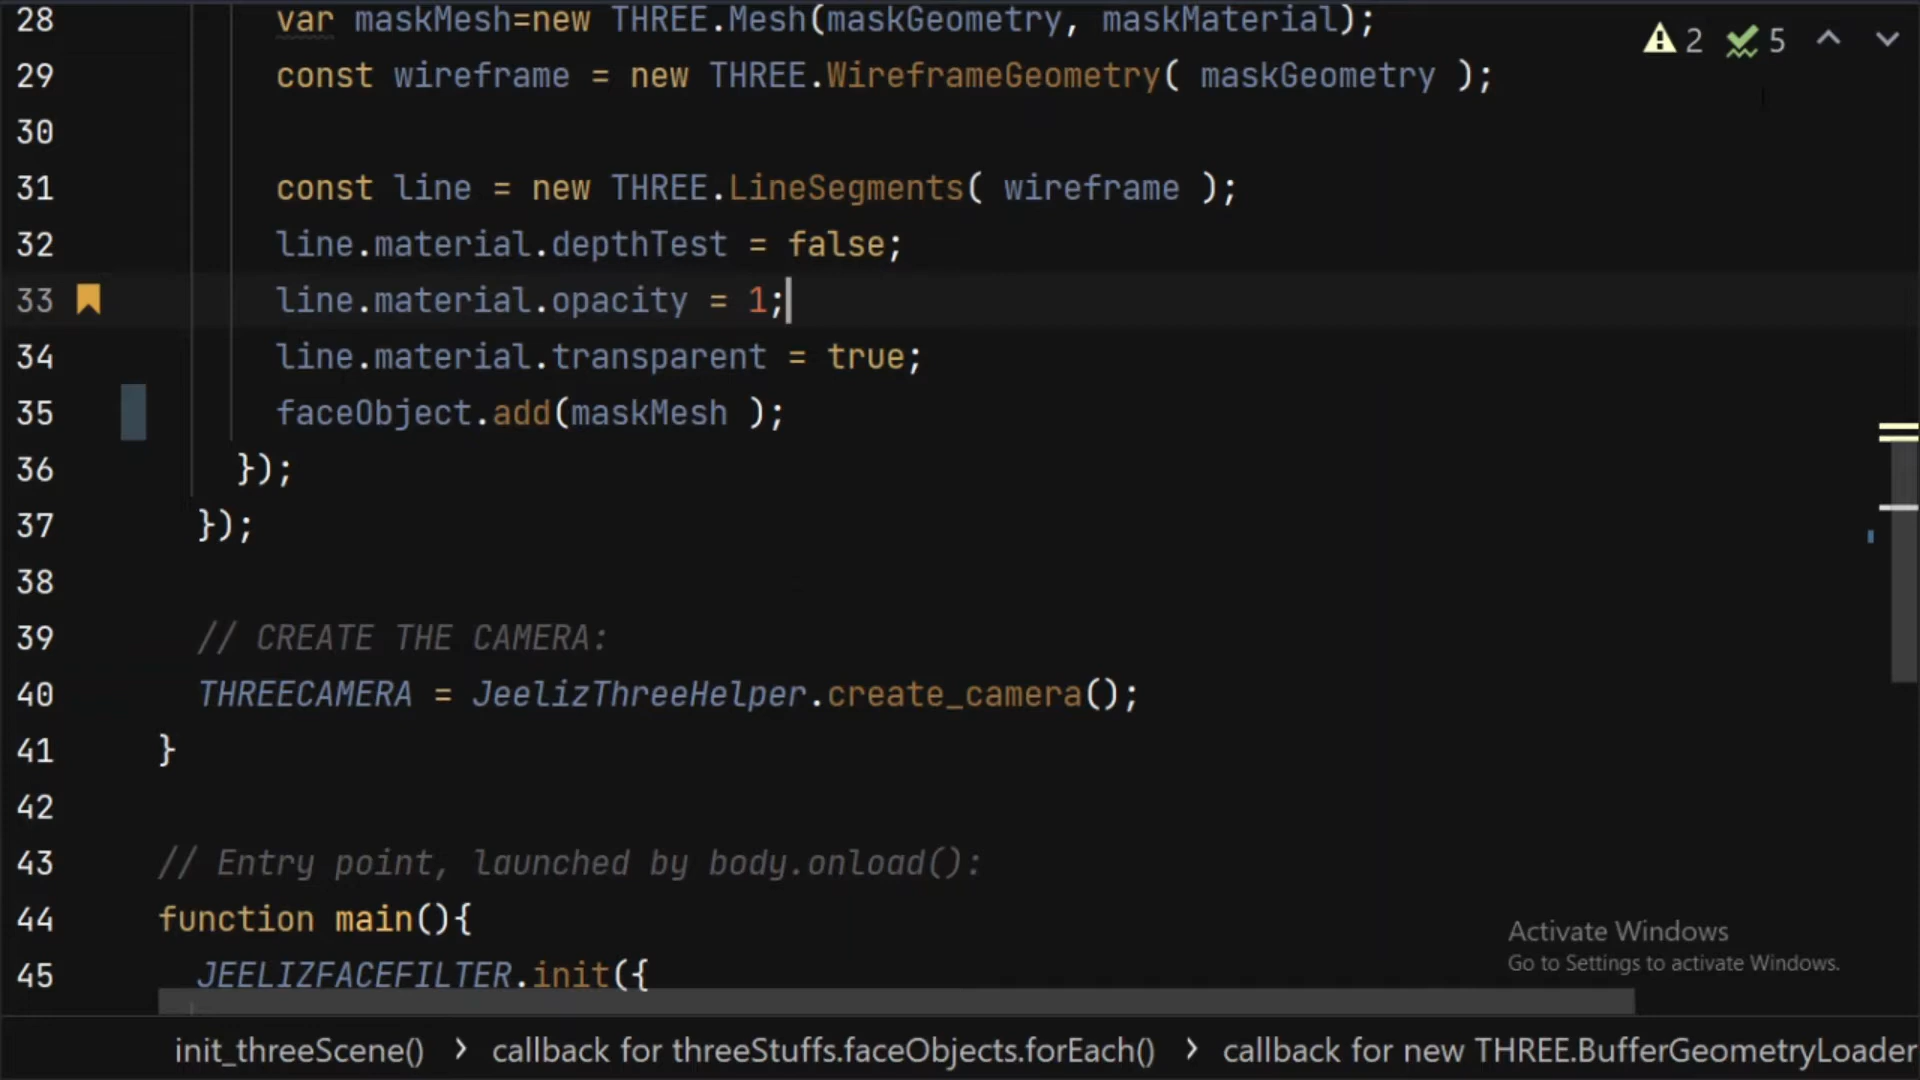 28 var maskMesh=new THREE.Mesh(maskGeometry, maskMaterial);
2 5
29 const wireframe = new THREE.WireframeGeometry( maskGeometry );
30
31 const line = new THREE.LineSegments( wireframe );
32 line.material.depthTest = false;
33 line.material.opacity = 1;
34 line.material.transparent = true;
35 faceObject.add(maskMesh );
36 });
37 });
38
39 // CREATE THE CAMERA:
40 THREECAMERA = JeelizThreeHelper.create_camera();
41 }
42
43 // Entry point, launched by body.onload():
44 function main(){
45 JEELIZFACEFILTER.init({
Activate Windows
Go to Settings to activate Windows.
init_threeScene() > callback for threeStuffs.faceObjects.forEach() > callback for new THREE.BufferGeometryLoader